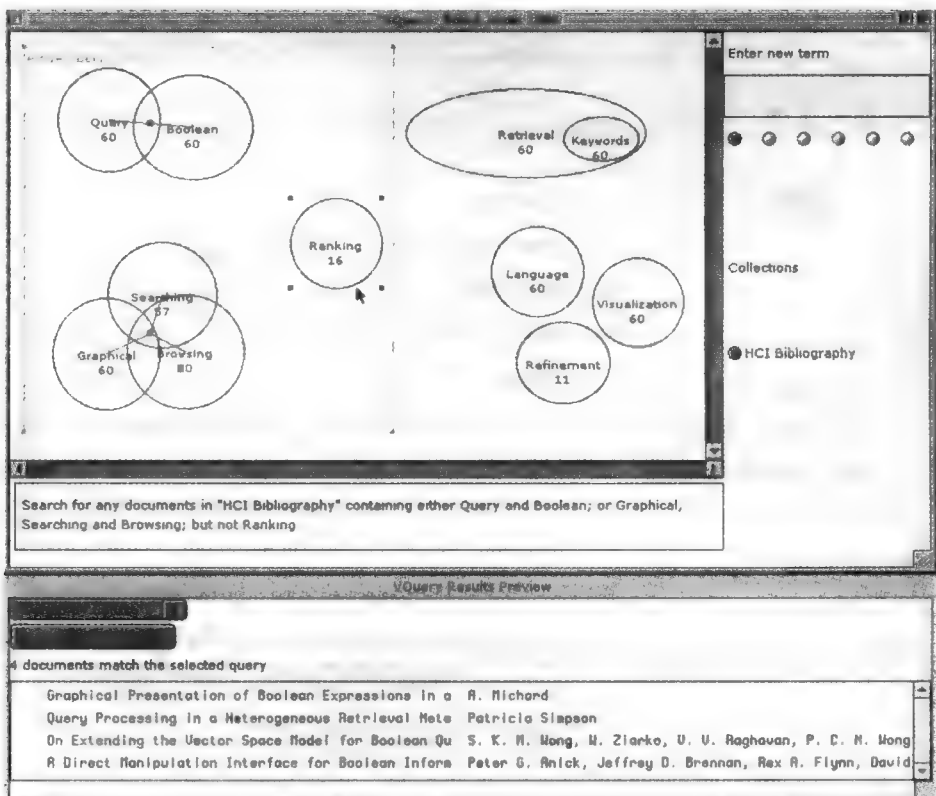 Enter new term
Query
60
Boolean
60
Retrieval
60
Keywords
60
Ranking
16
Language
60
Visualization
60
Refinement
11
Searching
57
Graphical
60
Browsing
Collections
HCI Bibliography
Search for any documents in "HCI Bibliography" containing either Query and Boolean; or Graphical,
Searching and Browsing; but not Ranking
VQuery Results Preview
4 documents match the selected query
Graphical Presentation of Boolean Expressions in a A. Michard
Query Processing in a Heterogeneous Retrieval Netw Patricia Simpson
On Extending the Vector Space Model for Boolean Qu S. K. M. Wong, W. Ziarko, V. V. Raghavan, P. C. N. Wong
A Direct Manipulation Interface for Boolean Inform Peter G. Anick, Jeffrey D. Brennan, Rex A. Flynn, David